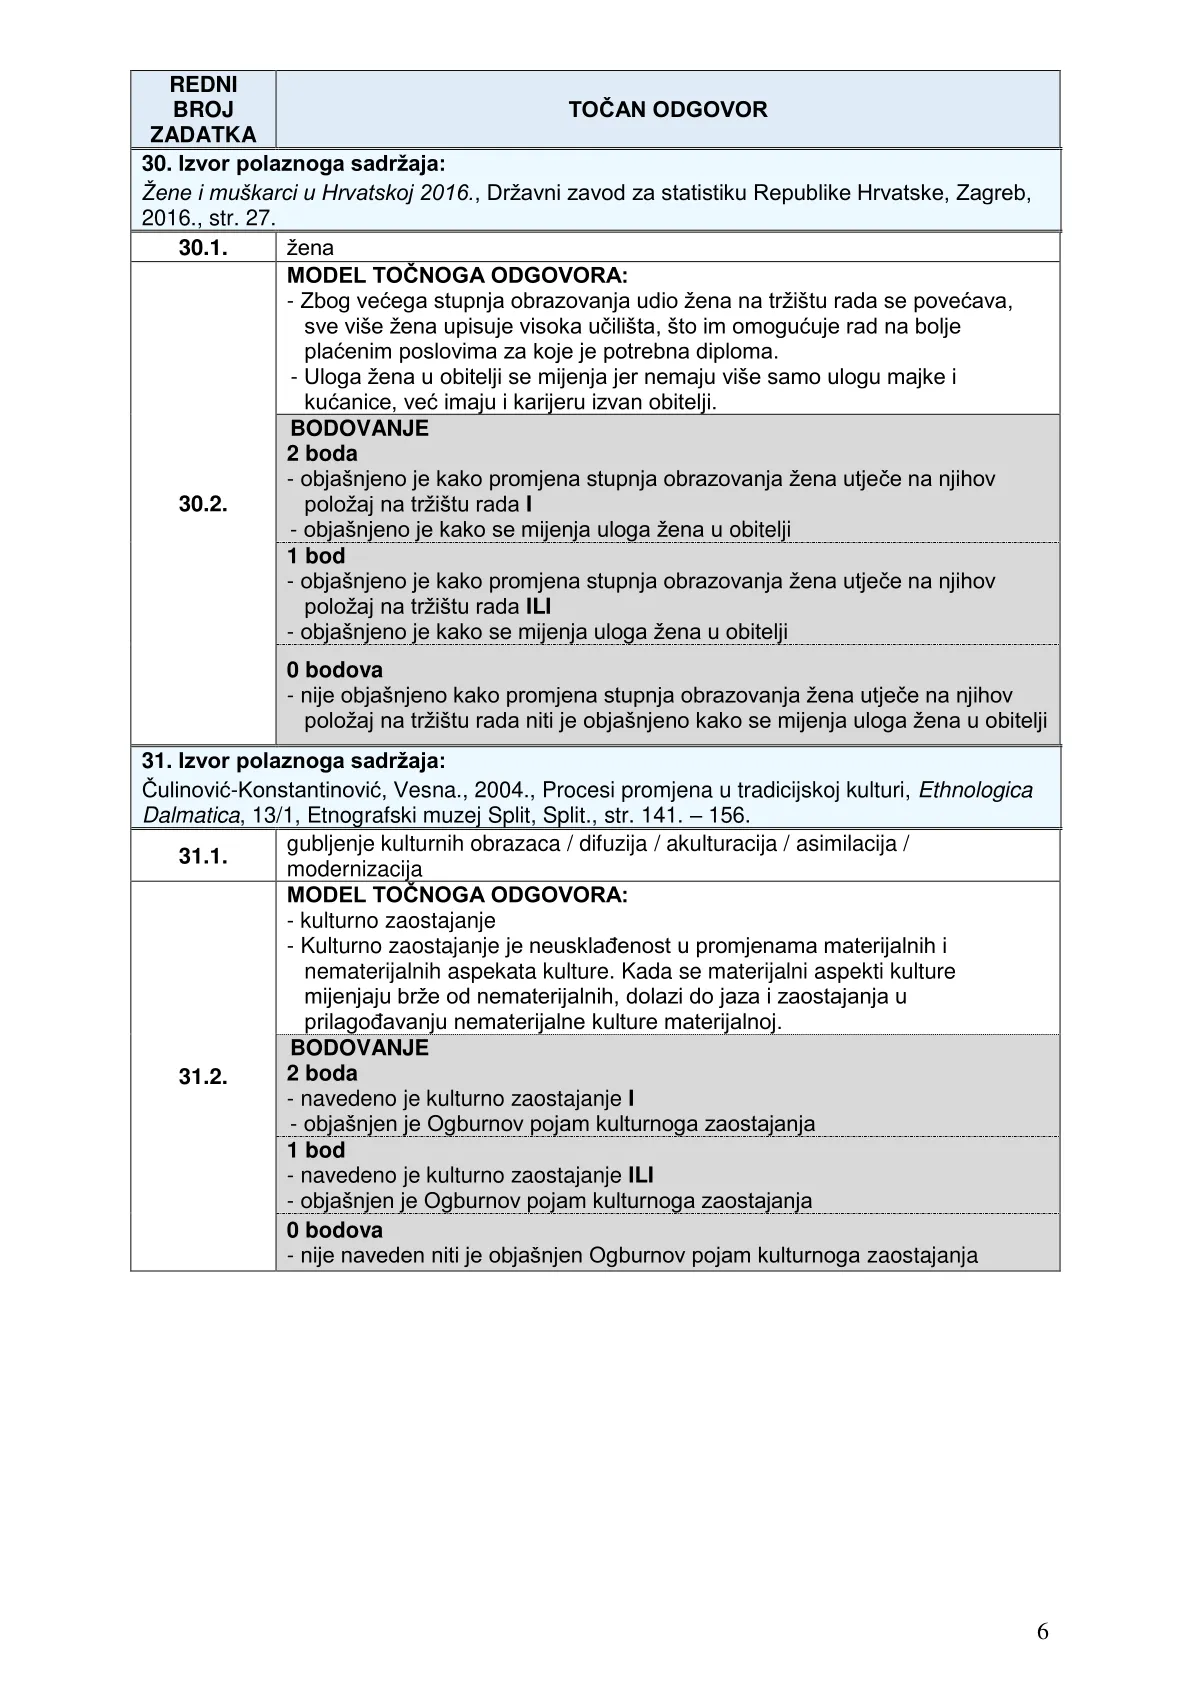 REDNI
BROJ
ZADATKA
TOČAN ODGOVOR
30. Izvor polaznoga sadržaja:
Žene i muškarci u Hrvatskoj 2016., Državni zavod za statistiku Republike Hrvatske, Zagreb,
2016., str. 27.
30.1.
žena
30.2.
MODEL TOČNOGA ODGOVORA:
- Zbog većega stupnja obrazovanja udio žena na tržištu rada se povećava,
sve više žena upisuje visoka učilišta, što im omogućuje rad na bolje
plaćenim poslovima za koje je potrebna diploma.
- Uloga žena u obitelji se mijenja jer nemaju više samo ulogu majke i
kućanice, već imaju i karijeru izvan obitelji.
BODOVANJE
2 boda
- objašnjeno je kako promjena stupnja obrazovanja žena utječe na njihov
položaj na tržištu rada I
- objašnjeno je kako se mijenja uloga žena u obitelji
1 bod
- objašnjeno je kako promjena stupnja obrazovanja žena utječe na njihov
položaj na tržištu rada ILI
- objašnjeno je kako se mijenja uloga žena u obitelji
0 bodova
- nije objašnjeno kako promjena stupnja obrazovanja žena utječe na njihov
položaj na tržištu rada niti je objašnjeno kako se mijenja uloga žena u obitelji
31. Izvor polaznoga sadržaja:
Čulinović-Konstantinović, Vesna., 2004., Procesi promjena u tradicijskoj kulturi, Ethnologica
Dalmatica, 13/1, Etnografski muzej Split, Split., str. 141. – 156.
31.1.
gubljenje kulturnih obrazaca / difuzija / akulturacija / asimilacija /
modernizacija
31.2.
MODEL TOČNOGA ODGOVORA:
- kulturno zaostajanje
- Kulturno zaostajanje je neusklađenost u promjenama materijalnih i
nematerijalnih aspekata kulture. Kada se materijalni aspekti kulture
mijenjaju brže od nematerijalnih, dolazi do jaza i zaostajanja u
prilagođavanju nematerijalne kulture materijalnoj.
BODOVANJE
2 boda
- navedeno je kulturno zaostajanje I
- objašnjen je Ogburnov pojam kulturnoga zaostajanja
1 bod
- navedeno je kulturno zaostajanje ILI
- objašnjen je Ogburnov pojam kulturnoga zaostajanja
0 bodova
- nije naveden niti je objašnjen Ogburnov pojam kulturnoga zaostajanja
6